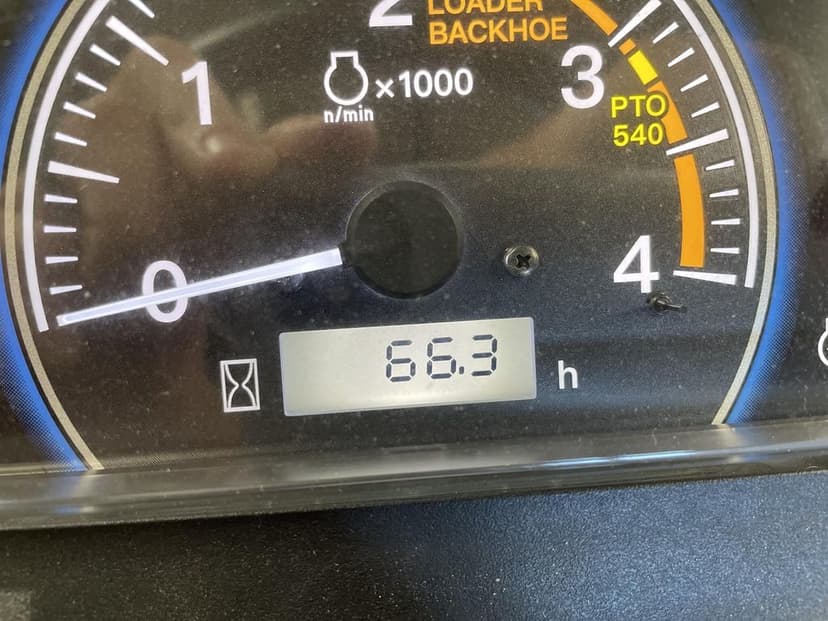 2
LOADER
BACKHOE
1
×1000
n/min
3
PTO
540
0
4
66.3
h